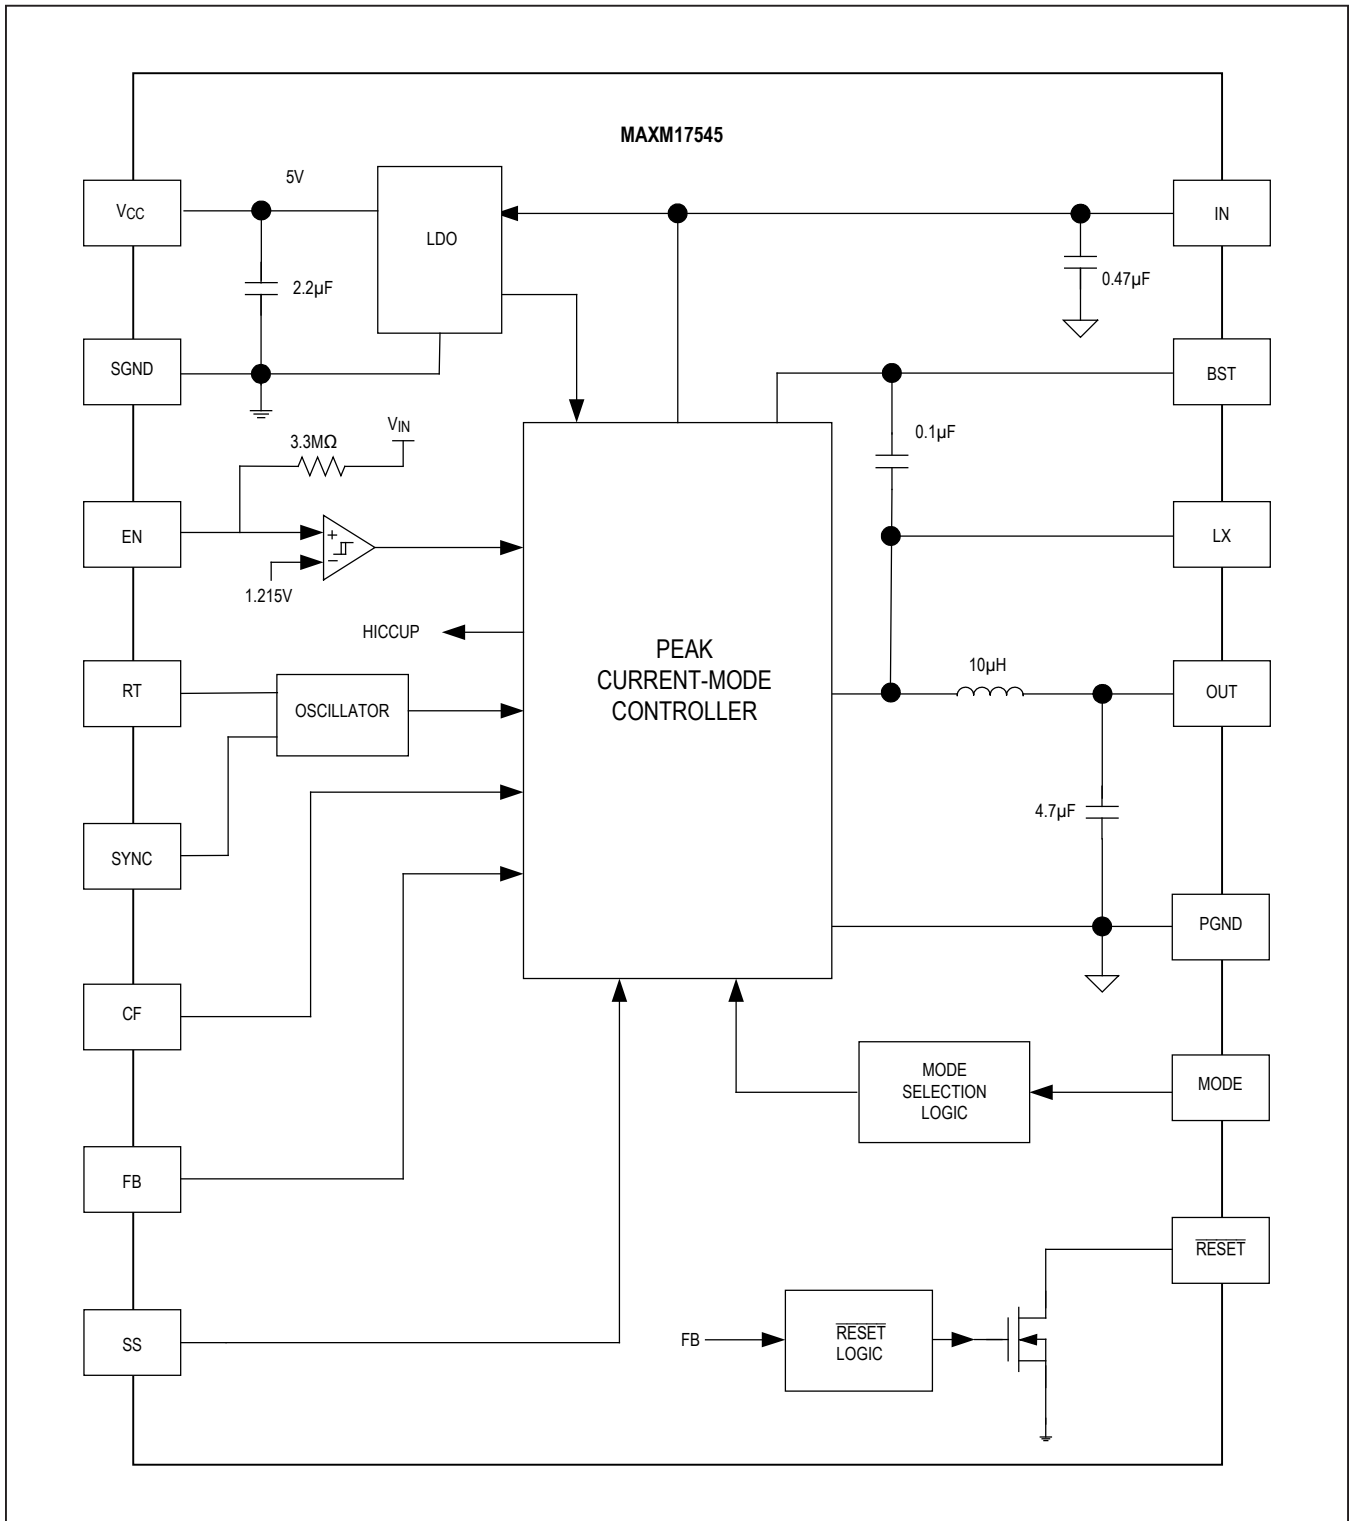 MAXM17545
VCC
5V
LDO
IN
2.2µF
0.47µF
SGND
BST
VIN
3.3MΩ
0.1µF
EN
+
−
1.215V
LX
HICCUP
PEAK
CURRENT-MODE
CONTROLLER
RT
OSCILLATOR
10µH
OUT
SYNC
4.7µF
PGND
CF
MODE
SELECTION
LOGIC
MODE
FB
RESET
SS
FB
RESET
LOGIC